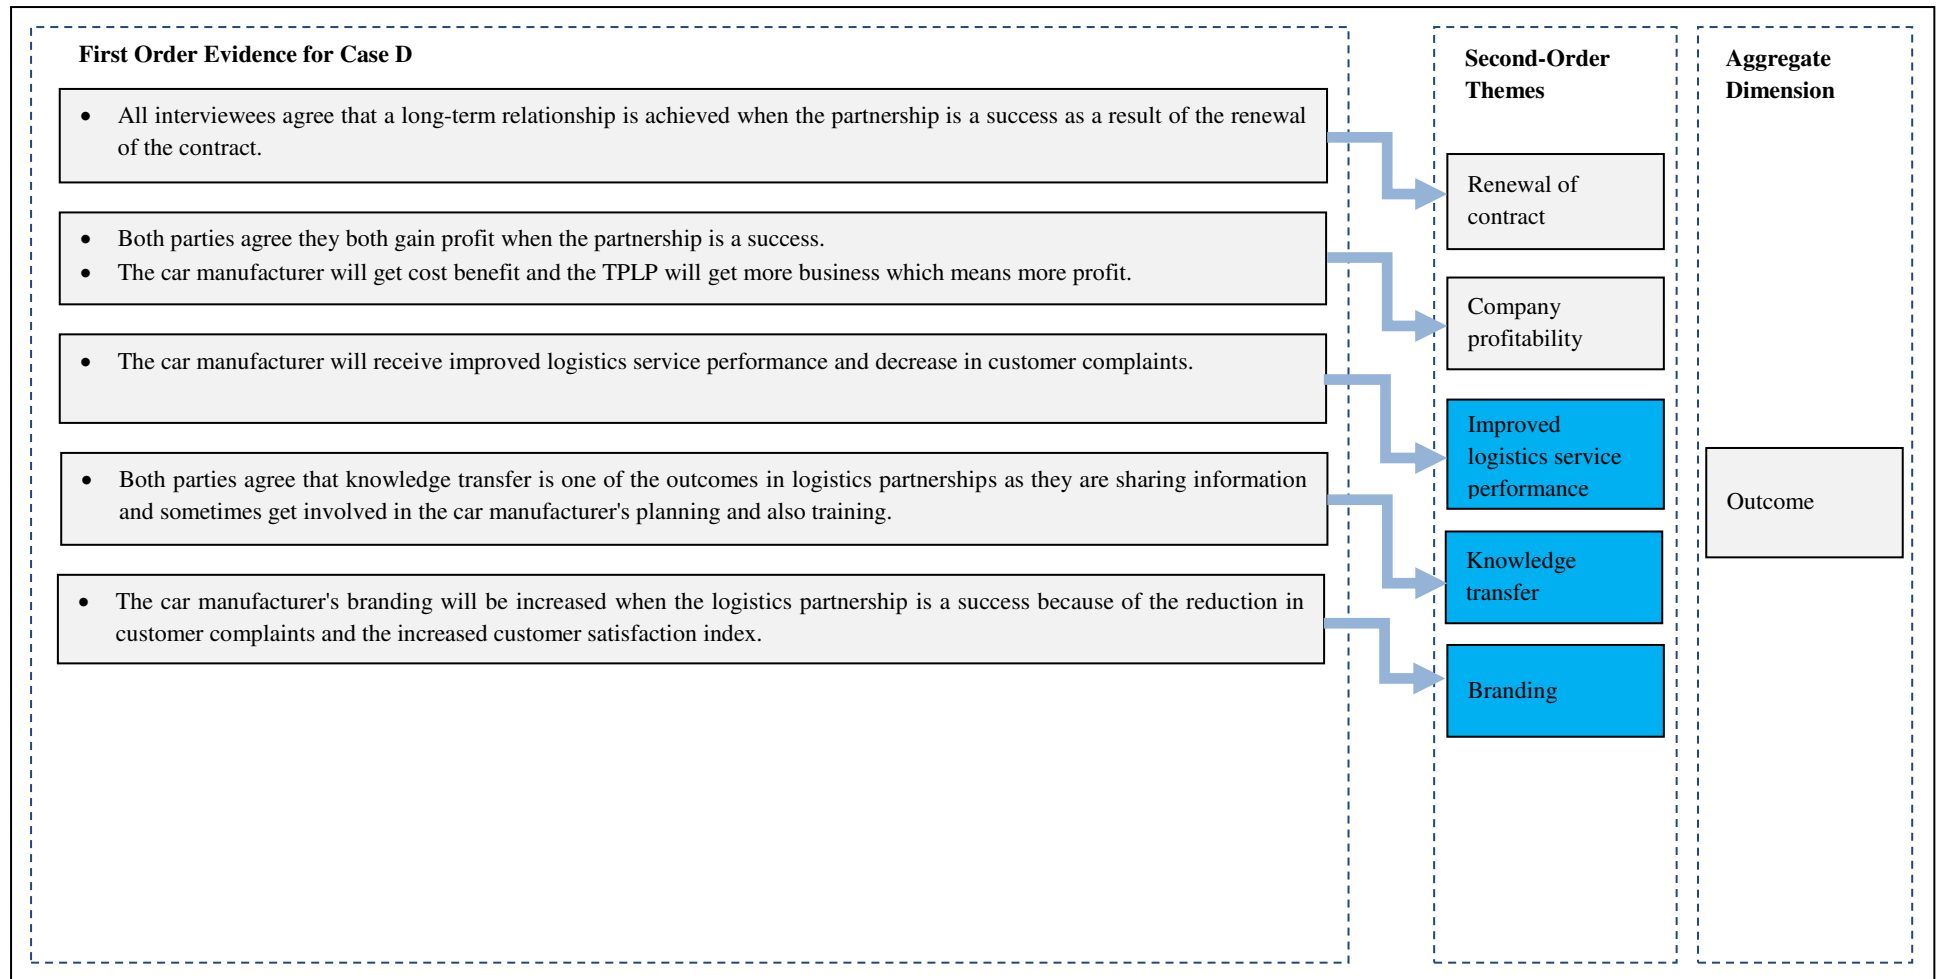 First Order Evidence for Case D
• All interviewees agree that a long-term relationship is achieved when the partnership is a success as a result of the renewal
of the contract.
• Both parties agree they both gain profit when the partnership is a success.
• The car manufacturer will get cost benefit and the TPLP will get more business which means more profit.
• The car manufacturer will receive improved logistics service performance and decrease in customer complaints.
• Both parties agree that knowledge transfer is one of the outcomes in logistics partnerships as they are sharing information
and sometimes get involved in the car manufacturer's planning and also training.
• The car manufacturer's branding will be increased when the logistics partnership is a success because of the reduction in
customer complaints and the increased customer satisfaction index.
Second-Order
Themes
Renewal of
contract
Company
profitability
Improved
logistics service
performance
Knowledge
transfer
Branding
Aggregate
Dimension
Outcome